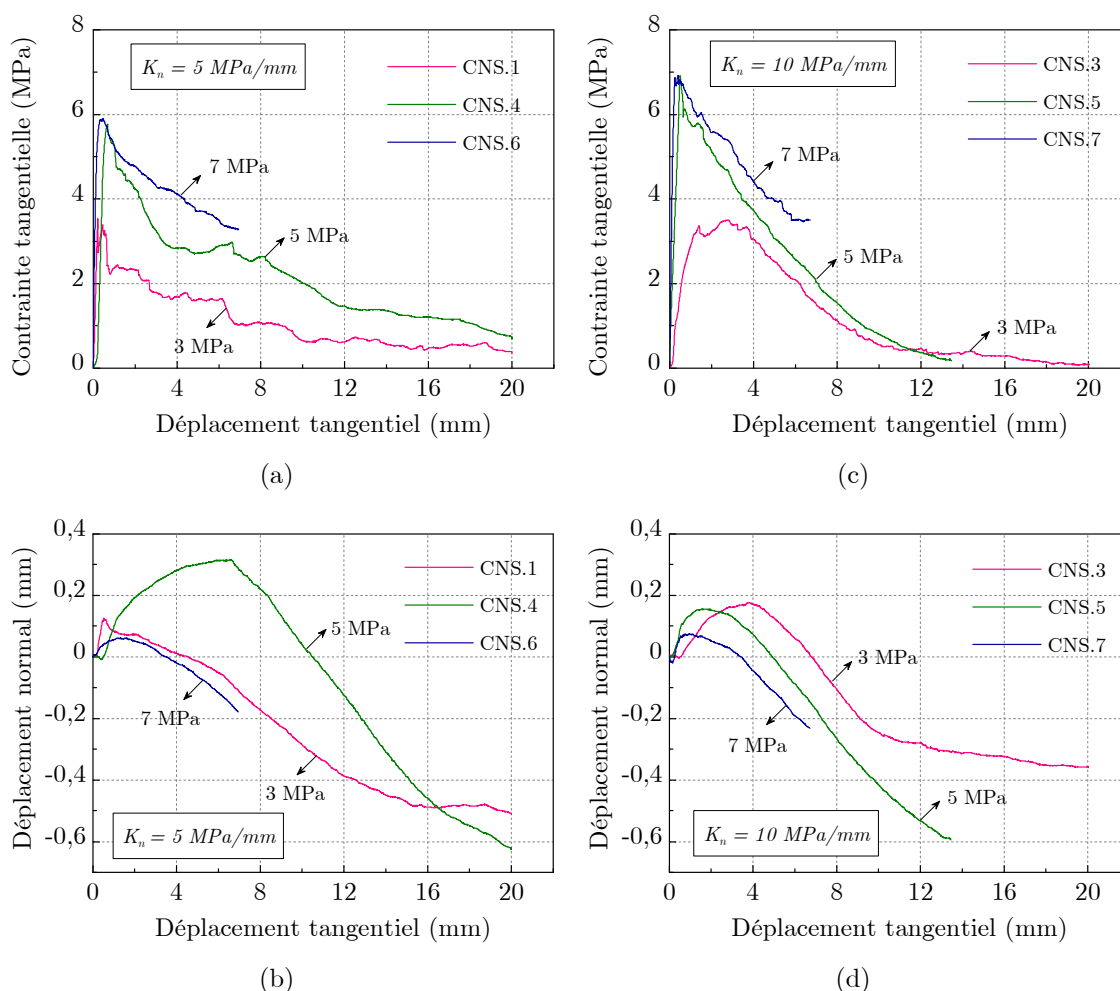 Contrainte tangentielle (MPa)
8
6
4
2
0
K_n = 5 MPa/mm
CNS.1
CNS.4
CNS.6
7 MPa
5 MPa
3 MPa
0 4 8 12 16 20
Déplacement tangentiel (mm)
(a)
Contrainte tangentielle (MPa)
8
6
4
2
0
K_n = 10 MPa/mm
CNS.3
CNS.5
CNS.7
7 MPa
5 MPa
3 MPa
0 4 8 12 16 20
Déplacement tangentiel (mm)
(c)
Déplacement normal (mm)
0,4
0,2
0
-0,2
-0,4
-0,6
CNS.1
CNS.4
CNS.6
5 MPa
7 MPa
3 MPa
K_n = 5 MPa/mm
0 4 8 12 16 20
Déplacement tangentiel (mm)
(b)
Déplacement normal (mm)
0,4
0,2
0
-0,2
-0,4
-0,6
CNS.3
CNS.5
CNS.7
3 MPa
7 MPa
5 MPa
K_n = 10 MPa/mm
0 4 8 12 16 20
Déplacement tangentiel (mm)
(d)